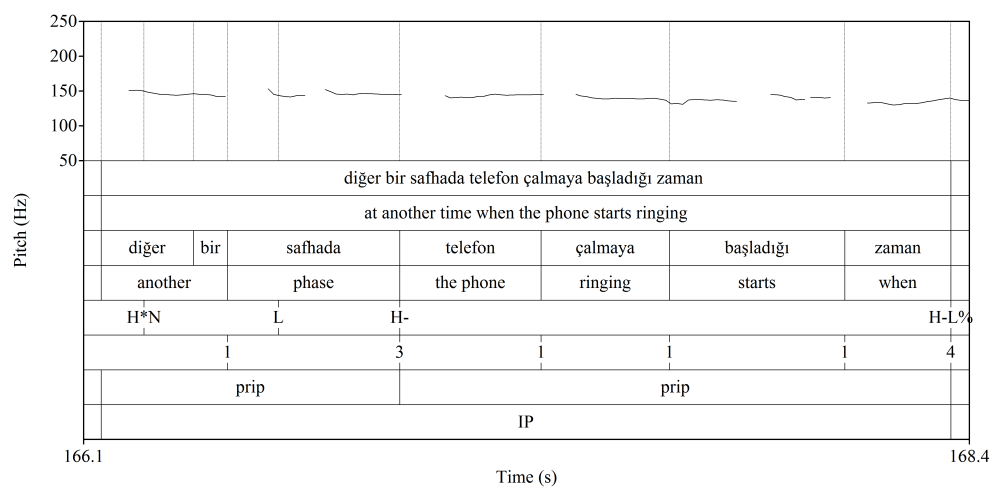 250
200
150
100
50
Pitch (Hz)
diğer bir safhada telefon çalmaya başladığı zaman
at another time when the phone starts ringing
diğer bir safhada telefon çalmaya başladığı zaman
another phase the phone ringing starts when
H*N L H- H-L%
1 3 1 1 1 4
prip prip
IP
166.1 168.4
Time (s)